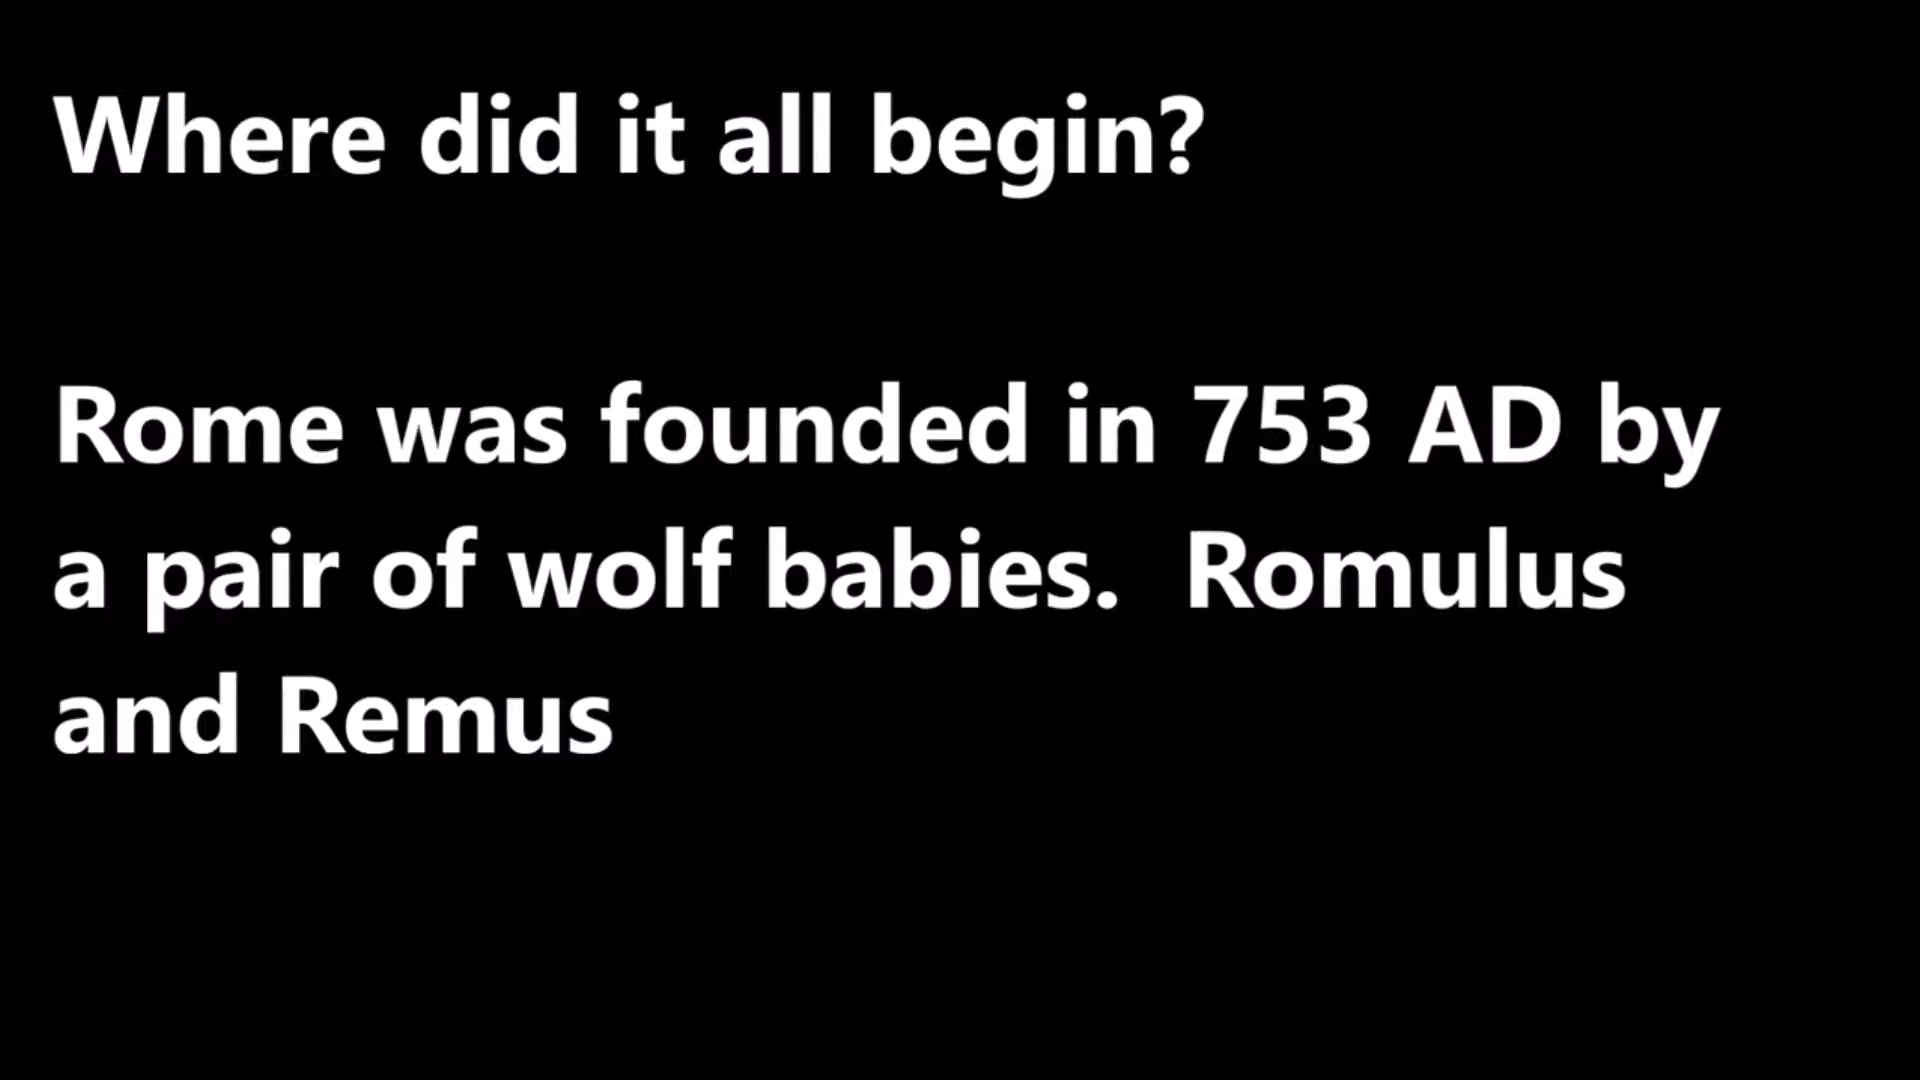 Where did it all begin?
Rome was founded in 753 AD by
a pair of wolf babies.  Romulus
and Remus